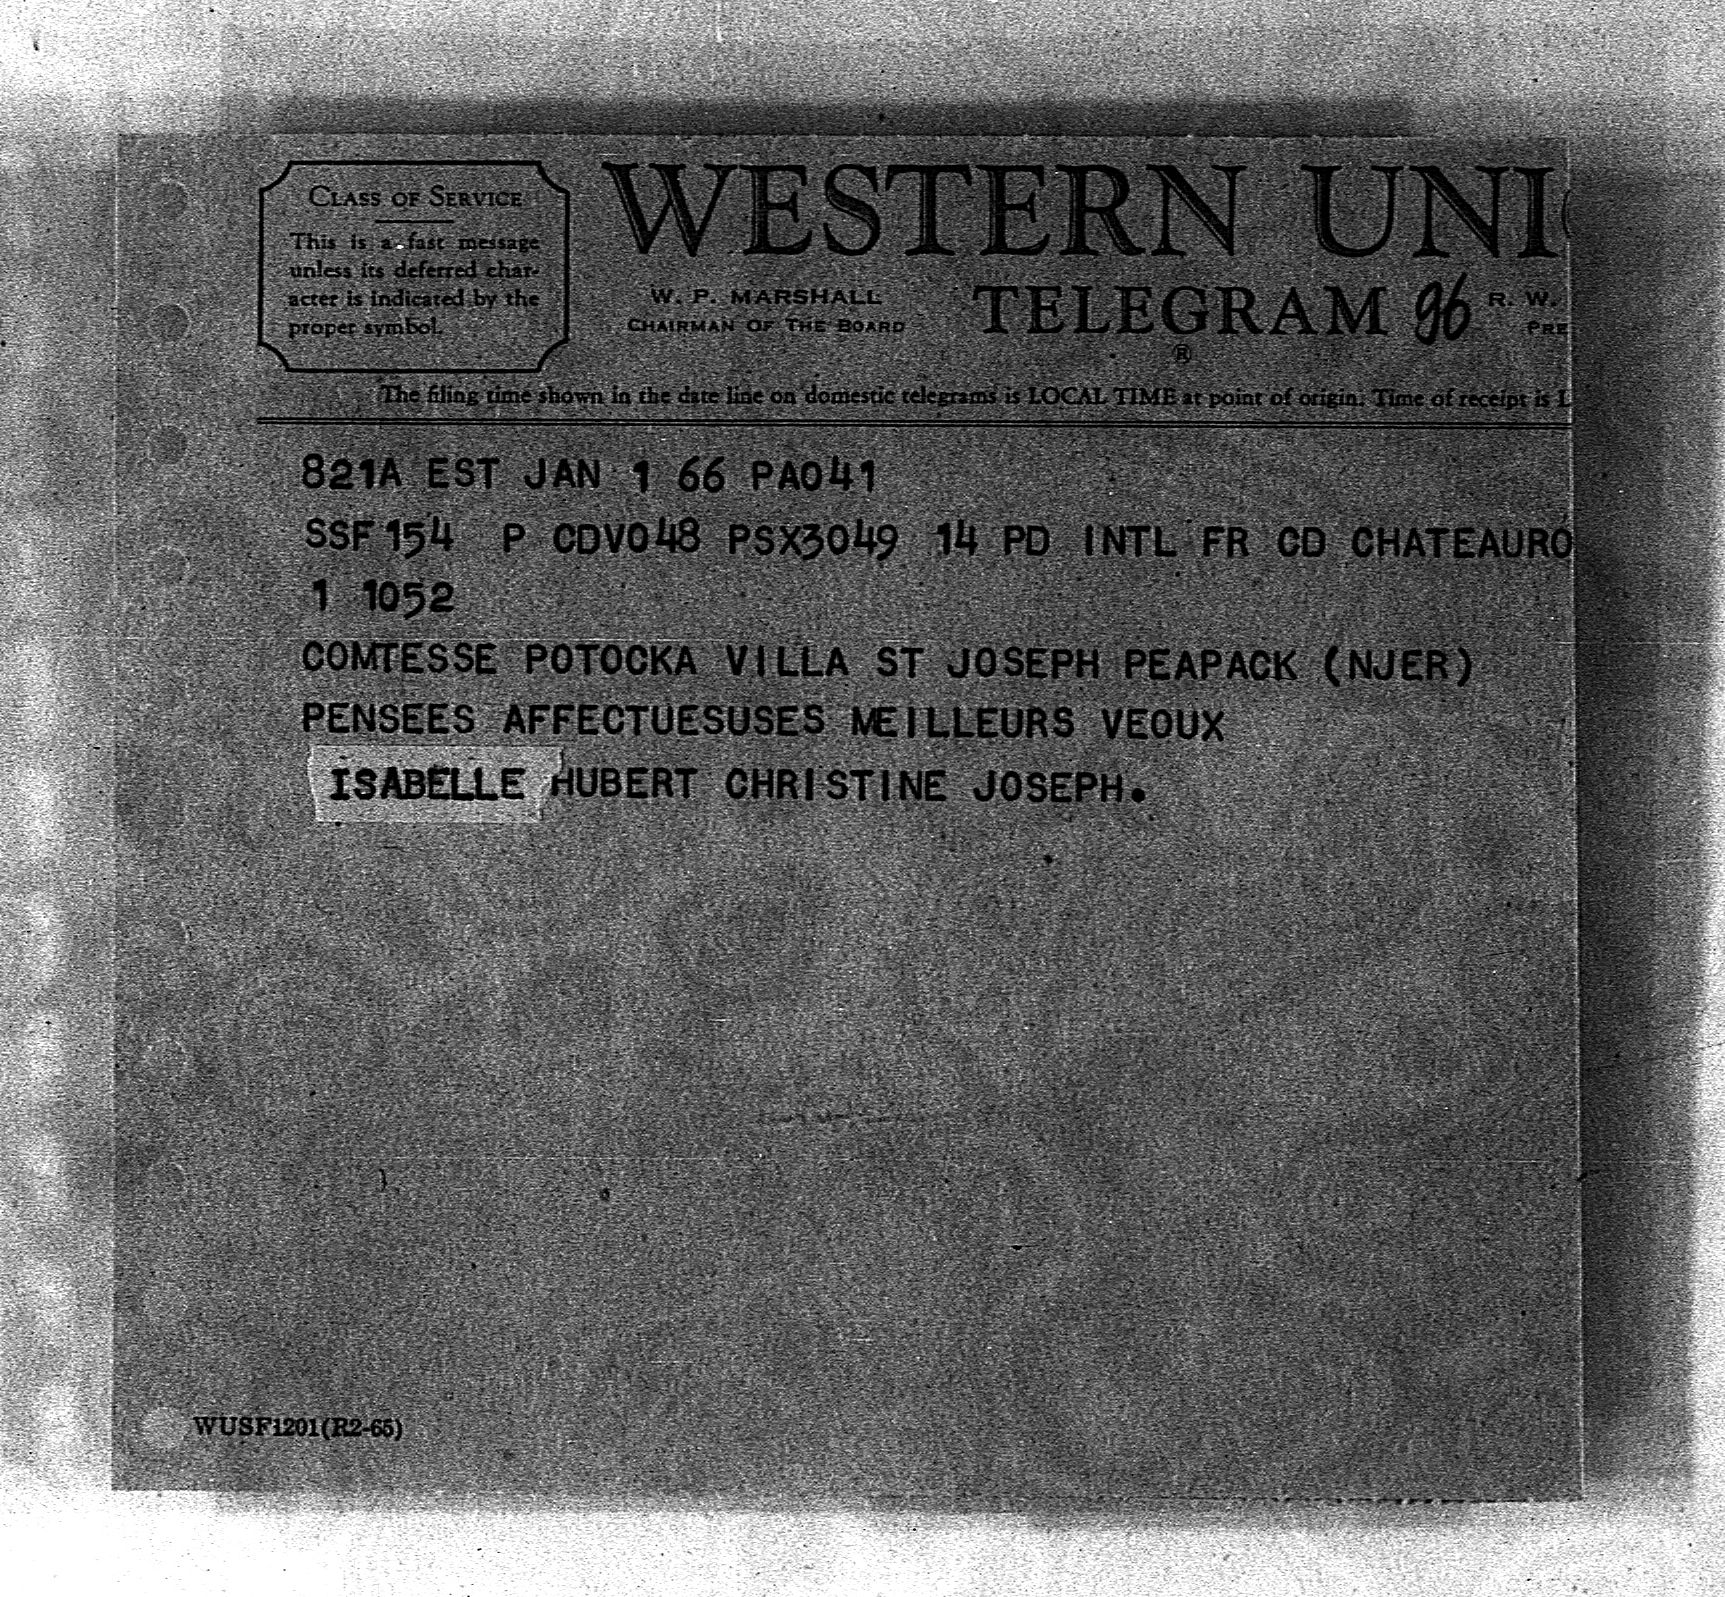 CLASS OF SERVICE
This is a fast message
unless its deferred char-
acter is indicated by the
proper symbol.
WESTERN UNI
TELEGRAM 96
®
W. P. MARSHALL
CHAIRMAN OF THE BOARD
R. W.
PRE
The filing time shown in the date line on domestic telegrams is LOCAL TIME at point of origin. Time of receipt is L
821A EST JAN 1 66 PA041
SSF154 P CDV048 PSX3049 14 PD INTL FR CD CHATEAURO
1 1052
COMTESSE POTOCKA VILLA ST JOSEPH PEAPACK (NJER)
PENSEES AFFECTUESUSES MEILLEURS VEOUX
ISABELLE HUBERT CHRISTINE JOSEPH.
WUSF1201(R2-65)